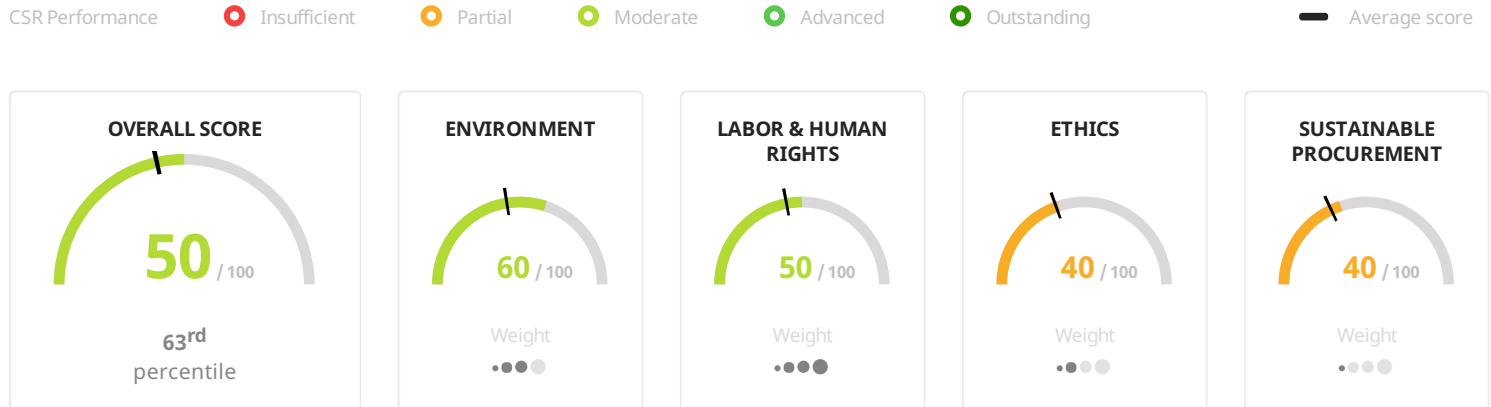 CSR Performance Insufficient Partial Moderate Advanced Outstanding Average score
OVERALL SCORE
50 / 100
63rd
percentile
ENVIRONMENT
60 / 100
Weight
LABOR & HUMAN
RIGHTS
50 / 100
Weight
ETHICS
40 / 100
Weight
SUSTAINABLE
PROCUREMENT
40 / 100
Weight